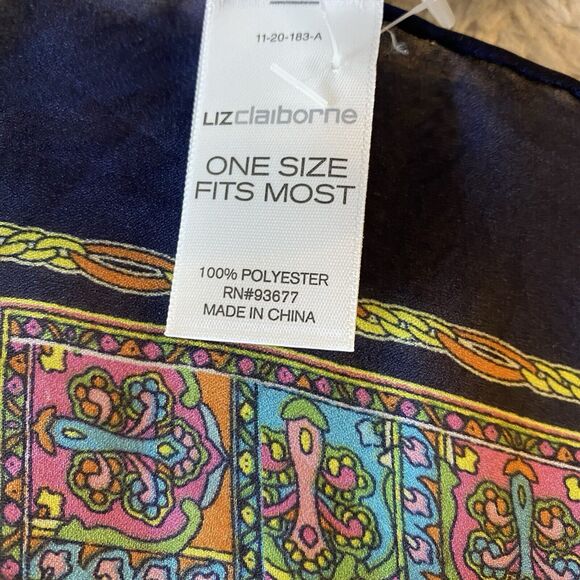 11-20-183-A
LIZclaiborne
ONE SIZE
FITS MOST
100% POLYESTER
RN#93677
MADE IN CHINA